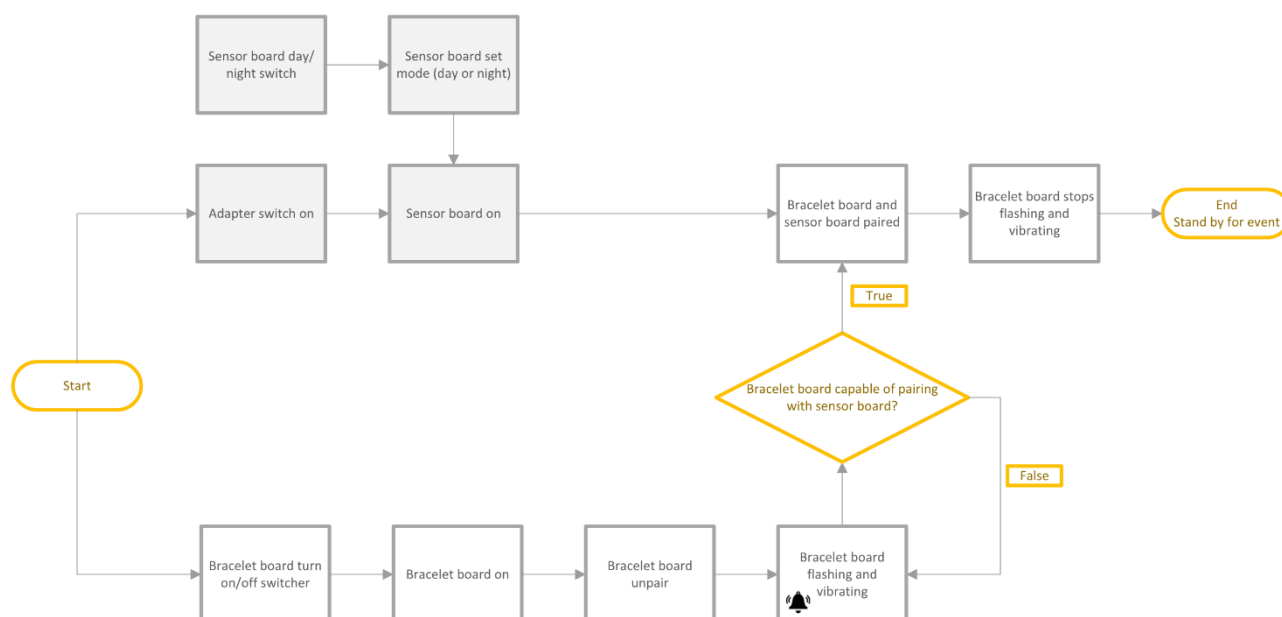 Sensor board day/
night switch
Sensor board set
mode (day or night)
Adapter switch on
Sensor board on
Bracelet board and
sensor board paired
Bracelet board stops
flashing and
vibrating
End
Stand by for event
True
Start
Bracelet board capable of pairing
with sensor board?
False
Bracelet board turn
on/off switcher
Bracelet board on
Bracelet board
unpair
Bracelet board
flashing and
vibrating